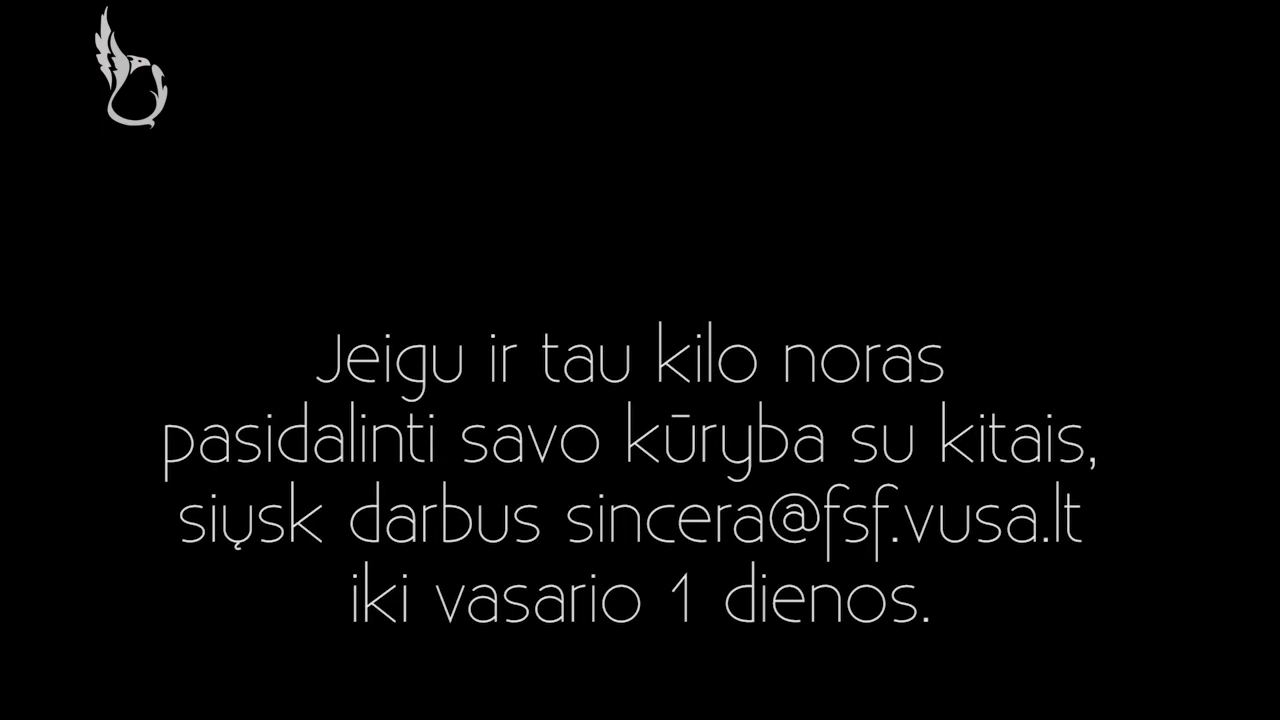 Jeigu ir tau kilo noras
pasidalinti savo kūryba su kitais,
siųsk darbus sincera@fsf.vusa.lt
iki vasario 1 dienos.